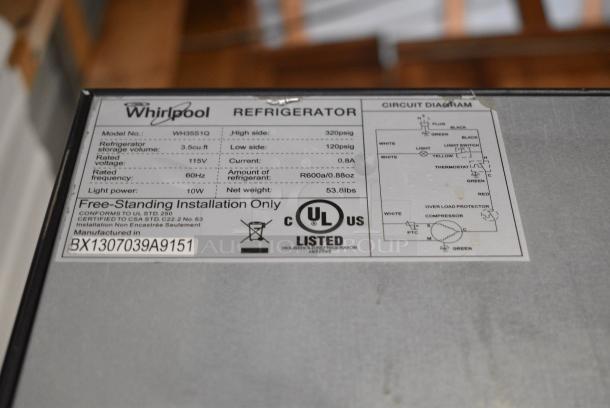 Whirlpool REFRIGERATOR
Model No.: WH35S1Q High side: 320psig
Refrigerator storage volume: 3.5cu.ft Low side: 120psig
Rated voltage: 115V Current: 0.8A
Rated frequency: 60Hz Amount of refrigerant: R600a/0.88oz
Light power: 10W Net weight: 53.8lbs
Free-Standing Installation Only
CONFORMS TO UL STD.250
CERTIFIED TO CSA STD. C22.2 No.63
Installation Non Encastrée Seulement
Manufactured in
BX1307039A9151
C UL US
LISTED
CIRCUIT DIAGRAM
PLUG
BLACK
GREEN
BLACK
WHITE LIGHT LIGHT SWITCH
WHITE YELLOW
THERMOSTAT
GREEN
RED
OVER LOAD PROTECTOR
WHITE COMPRESSOR
PTC
GREEN